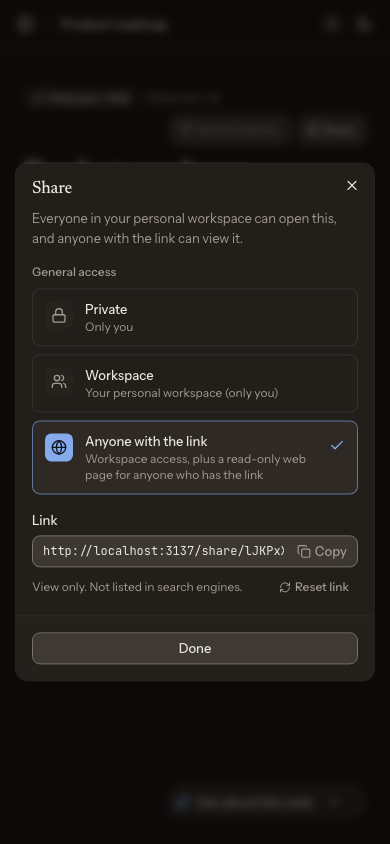 Product roadmap
Share
Everyone in your personal workspace can open this,
and anyone with the link can view it.
General access
Private
Only you
Workspace
Your personal workspace (only you)
Anyone with the link
Workspace access, plus a read-only web
page for anyone who has the link
Link
http://localhost:3137/share/lJKPx
Copy
View only. Not listed in search engines.
Reset link
Done